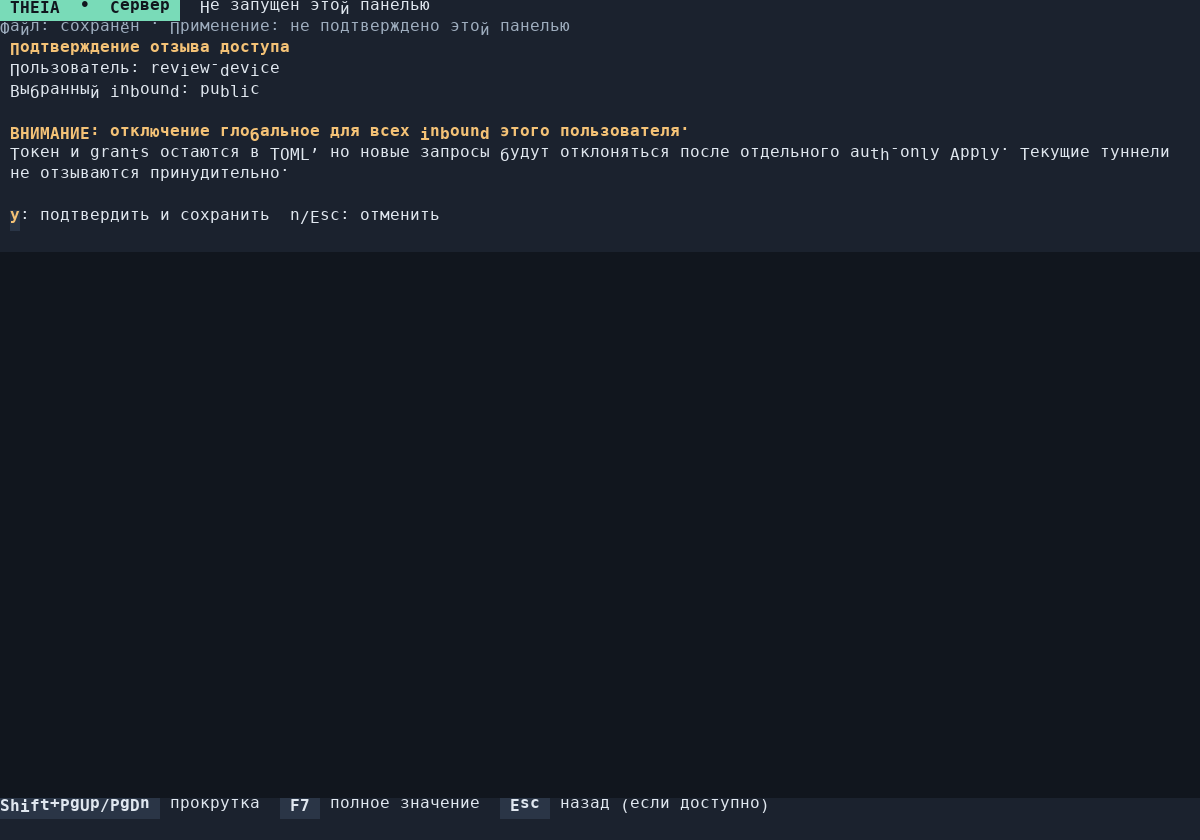 THEIA • Сервер Не запущен этой панелью
Файл: сохранён · Применение: не подтверждено этой панелью
Подтверждение отзыва доступа
Пользователь: review-device
Выбранный inbound: public
ВНИМАНИЕ: отключение глобальное для всех inbound этого пользователя.
Токен и grants остаются в TOML, но новые запросы будут отклоняться после отдельного auth-only Apply. Текущие туннели
не отзываются принудительно.
y: подтвердить и сохранить n/Esc: отменить
Shift+PgUp/PgDn прокрутка F7 полное значение Esc назад (если доступно)